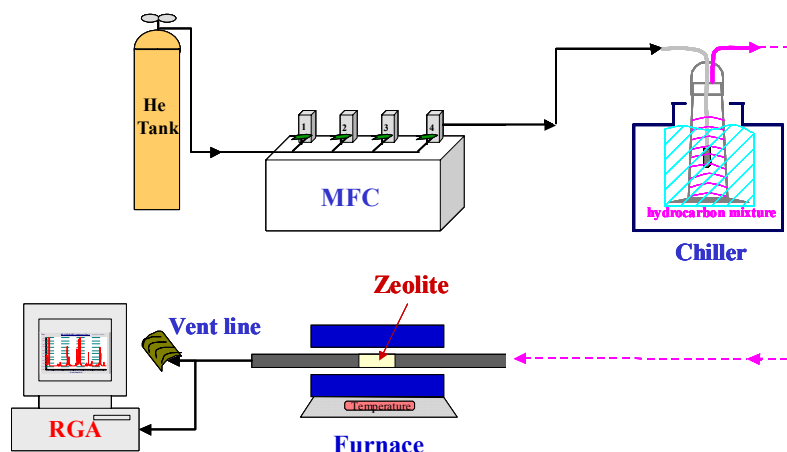 He
Tank
1
2
3
4
MFC
hydrocarbon mixture
Chiller
Zeolite
Vent line
Temperature
RGA
Furnace